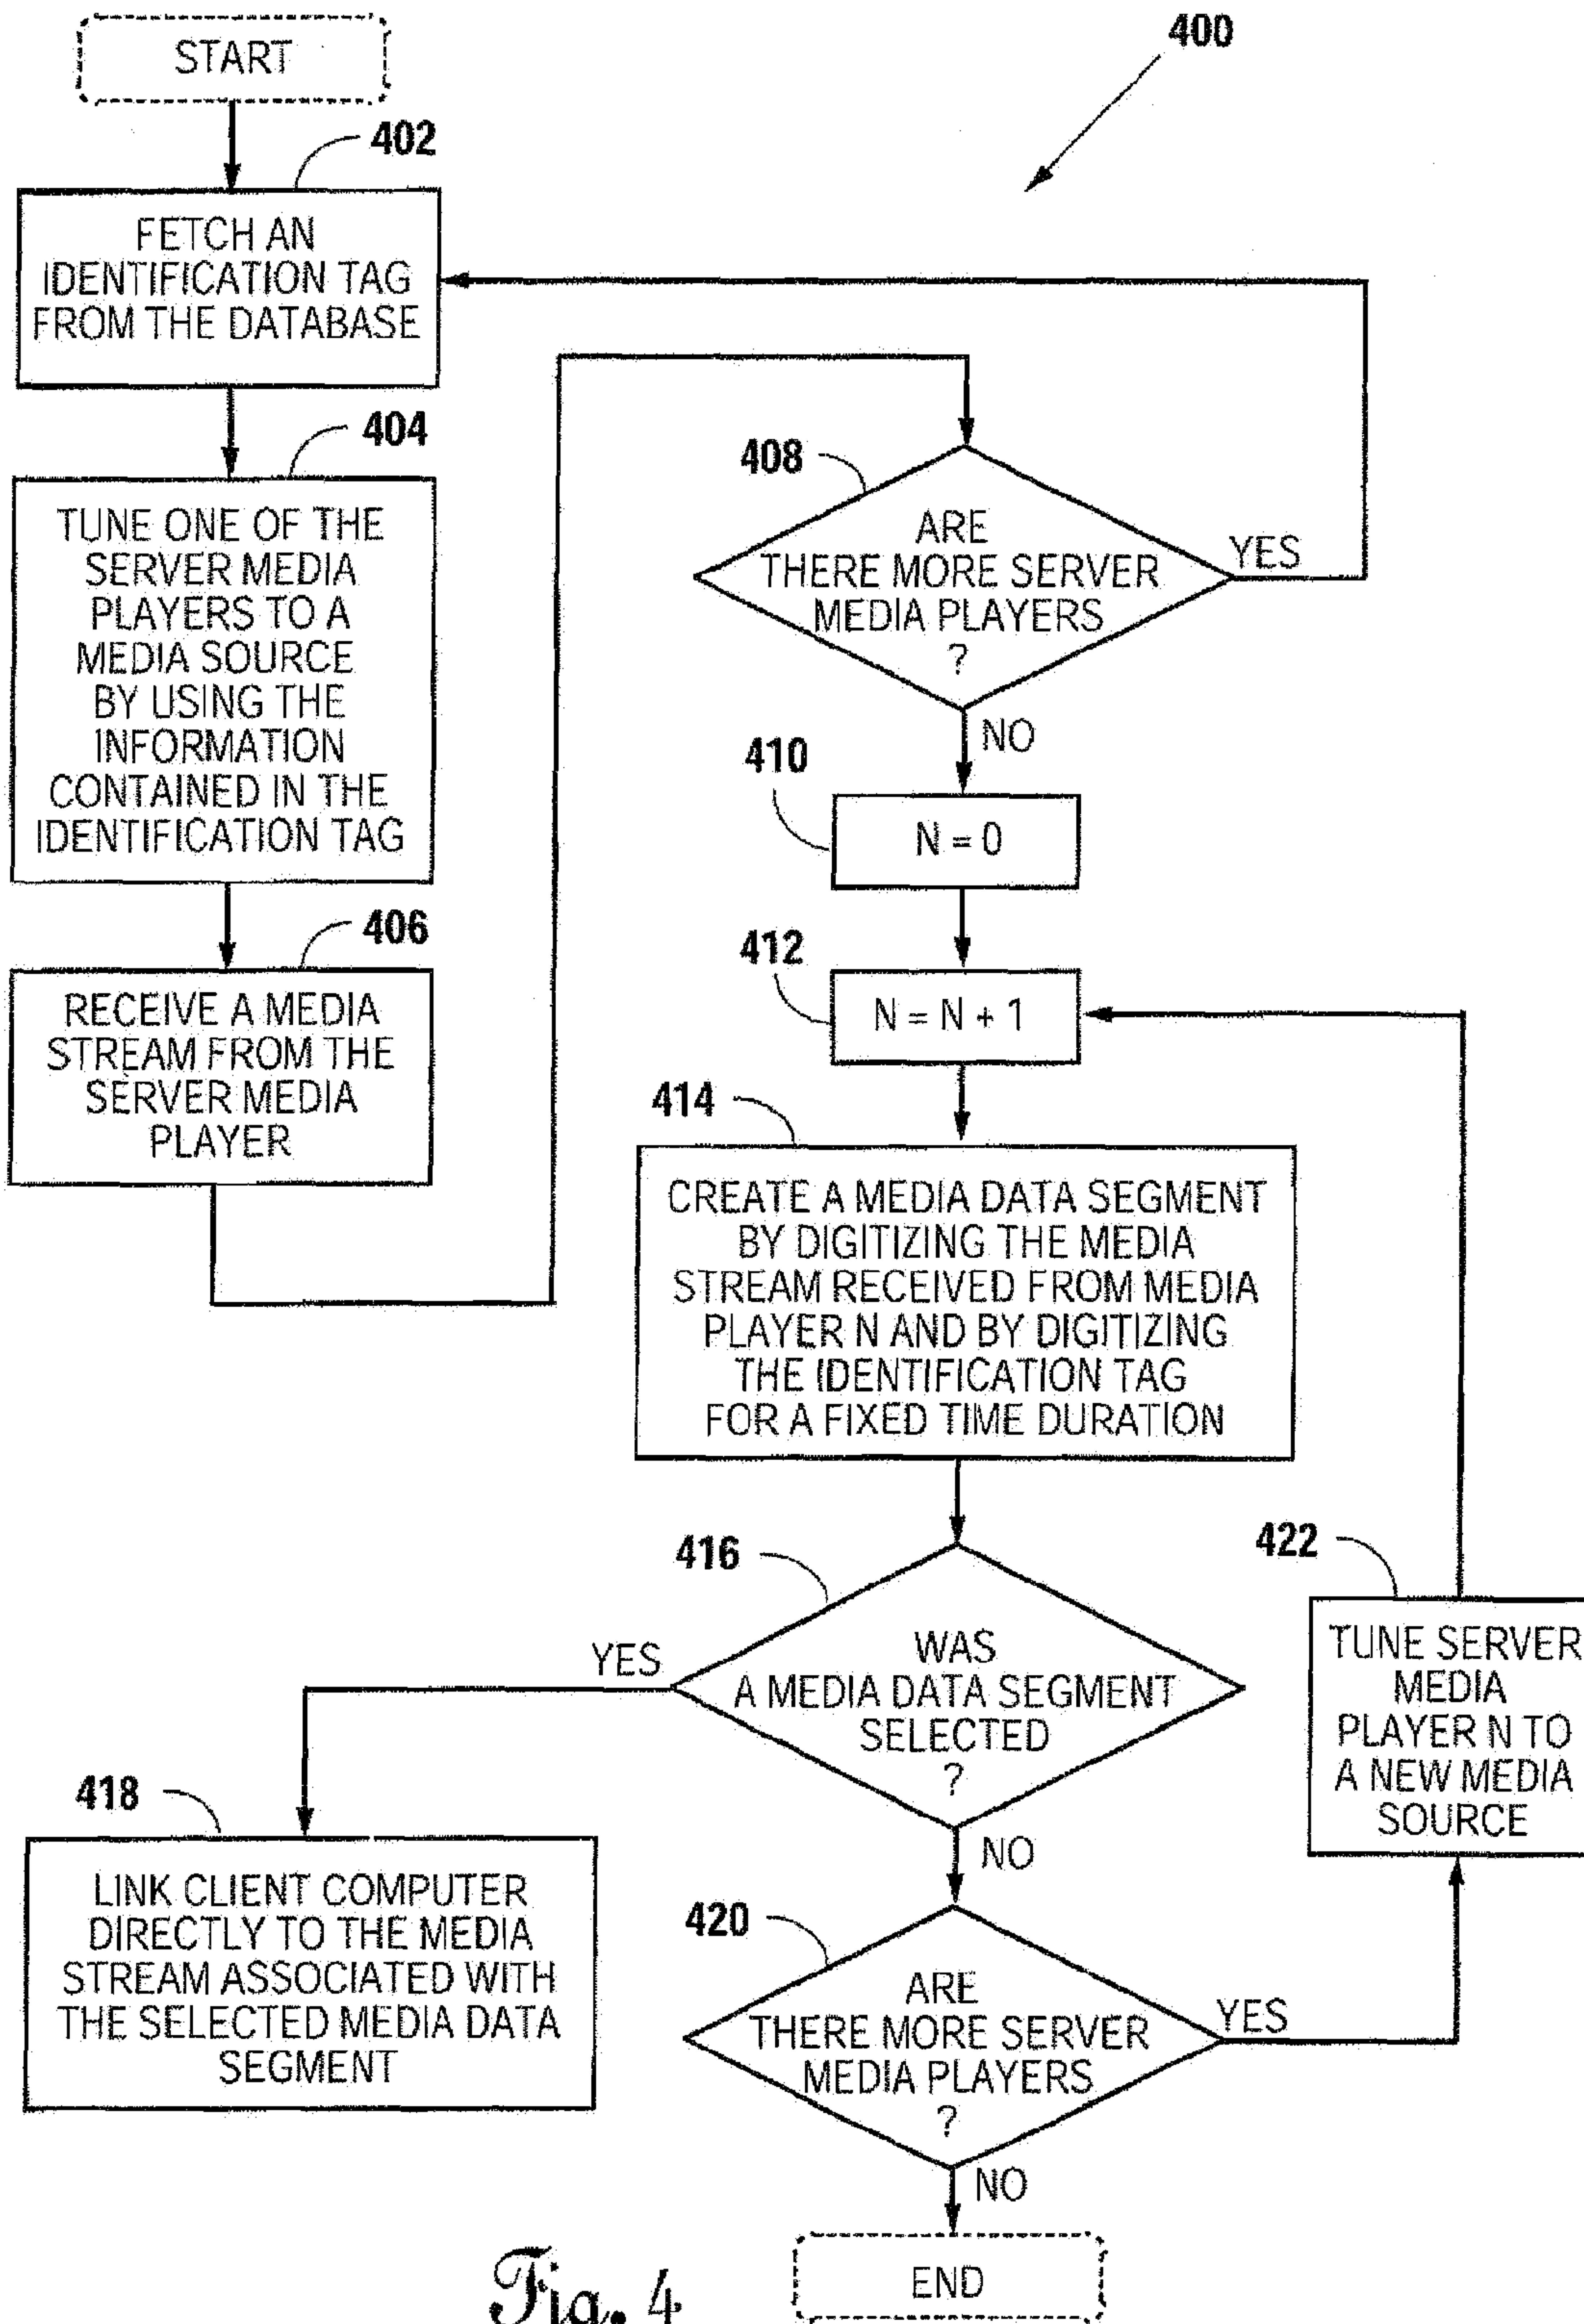 START
400
402
FETCH AN
IDENTIFICATION TAG
FROM THE DATABASE
404
TUNE ONE OF THE
SERVER MEDIA
PLAYERS TO A
MEDIA SOURCE
BY USING THE
INFORMATION
CONTAINED IN THE
IDENTIFICATION TAG
406
RECEIVE A MEDIA
STREAM FROM THE
SERVER MEDIA
PLAYER
408
ARE
THERE MORE SERVER
MEDIA PLAYERS
?
YES
NO
410
N = 0
412
N = N + 1
414
CREATE A MEDIA DATA SEGMENT
BY DIGITIZING THE MEDIA
STREAM RECEIVED FROM MEDIA
PLAYER N AND BY DIGITIZING
THE IDENTIFICATION TAG
FOR A FIXED TIME DURATION
416
WAS
A MEDIA DATA SEGMENT
SELECTED
?
YES
NO
418
LINK CLIENT COMPUTER
DIRECTLY TO THE MEDIA
STREAM ASSOCIATED WITH
THE SELECTED MEDIA DATA
SEGMENT
420
ARE
THERE MORE SERVER
MEDIA PLAYERS
?
YES
NO
422
TUNE SERVER
MEDIA
PLAYER N TO
A NEW MEDIA
SOURCE
END
Fig. 4